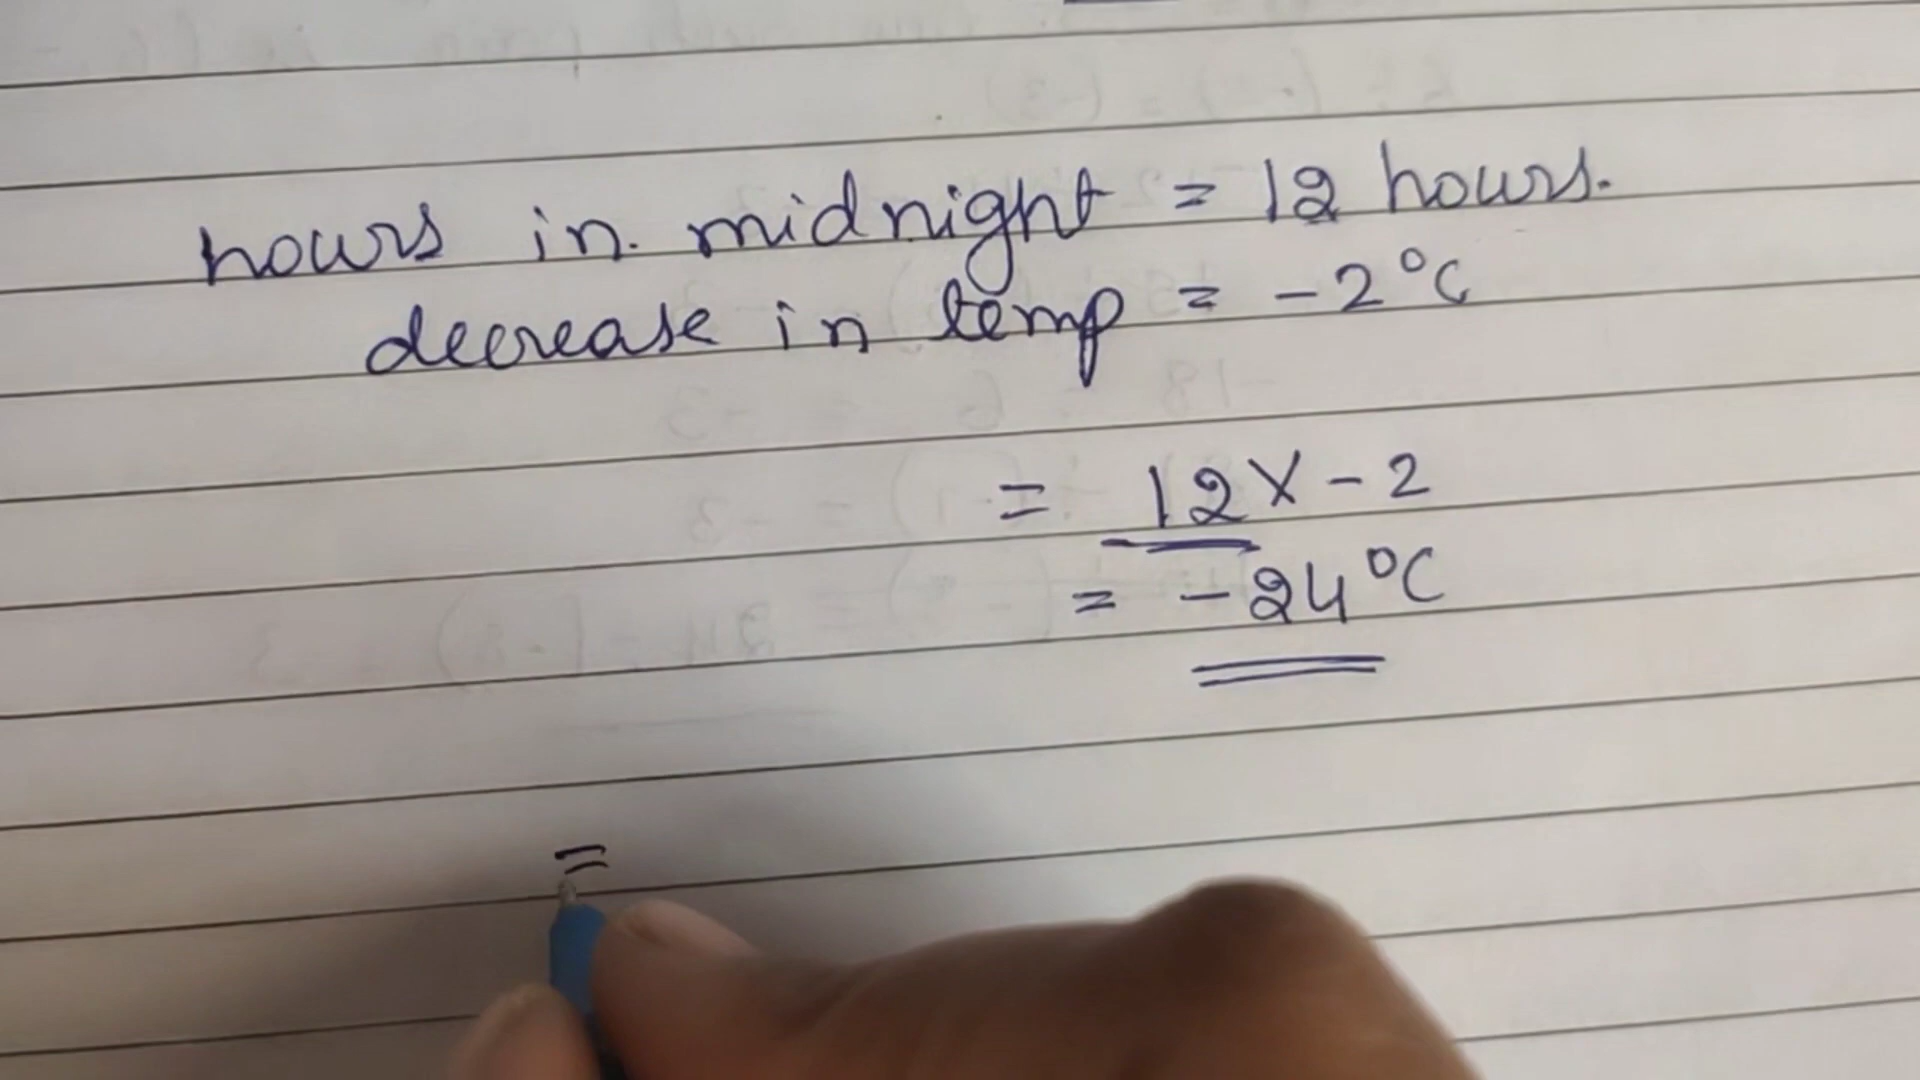 hours in. midnight = 12 hours.
decrease in temp = -2°C
= 12 X - 2
= - 24°C
=